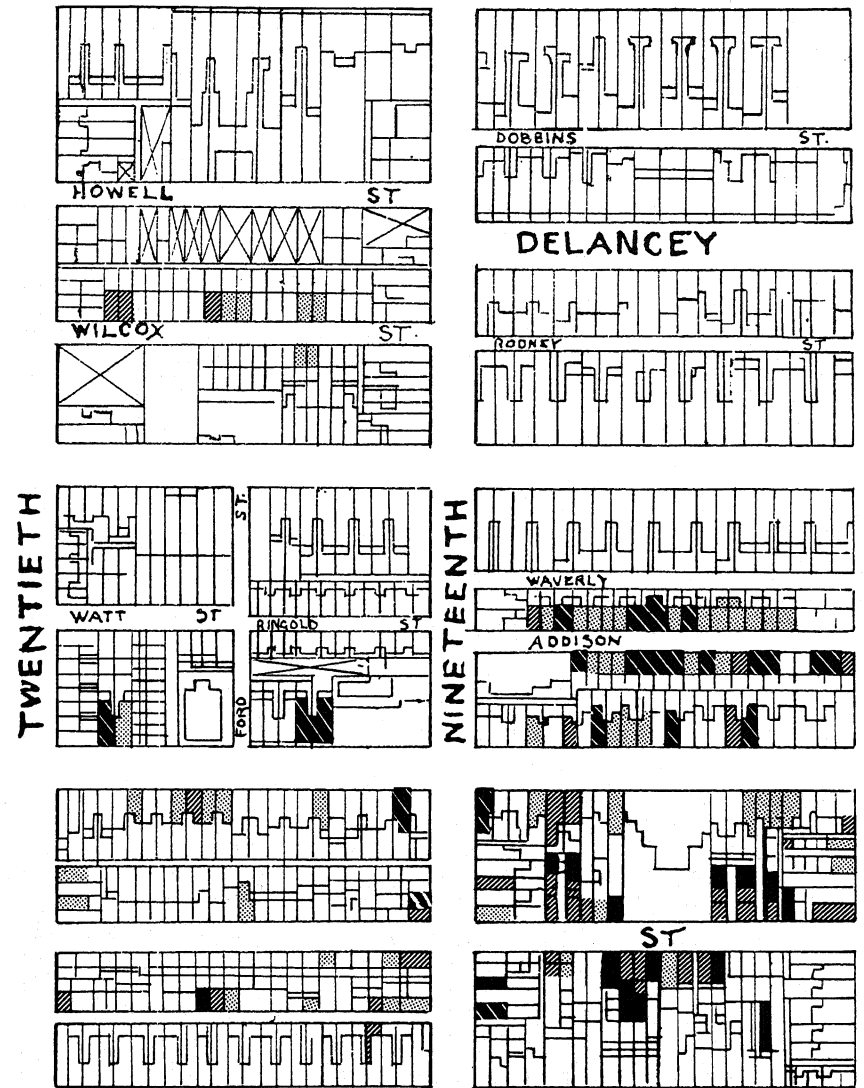 DOBBINS ST.
HOWELL ST
DELANCEY
WILCOX ST.
RODNEY ST
TWENTIETH
ST.
NINETEENTH
WAVERLY
WATT ST
RINGOLD ST
ADDISON
FORD
ST